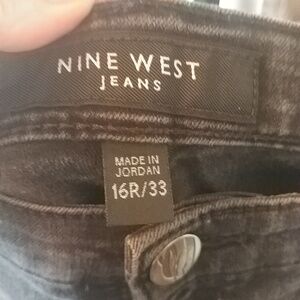 NINE WEST
JEANS
MADE IN
JORDAN
16R/33